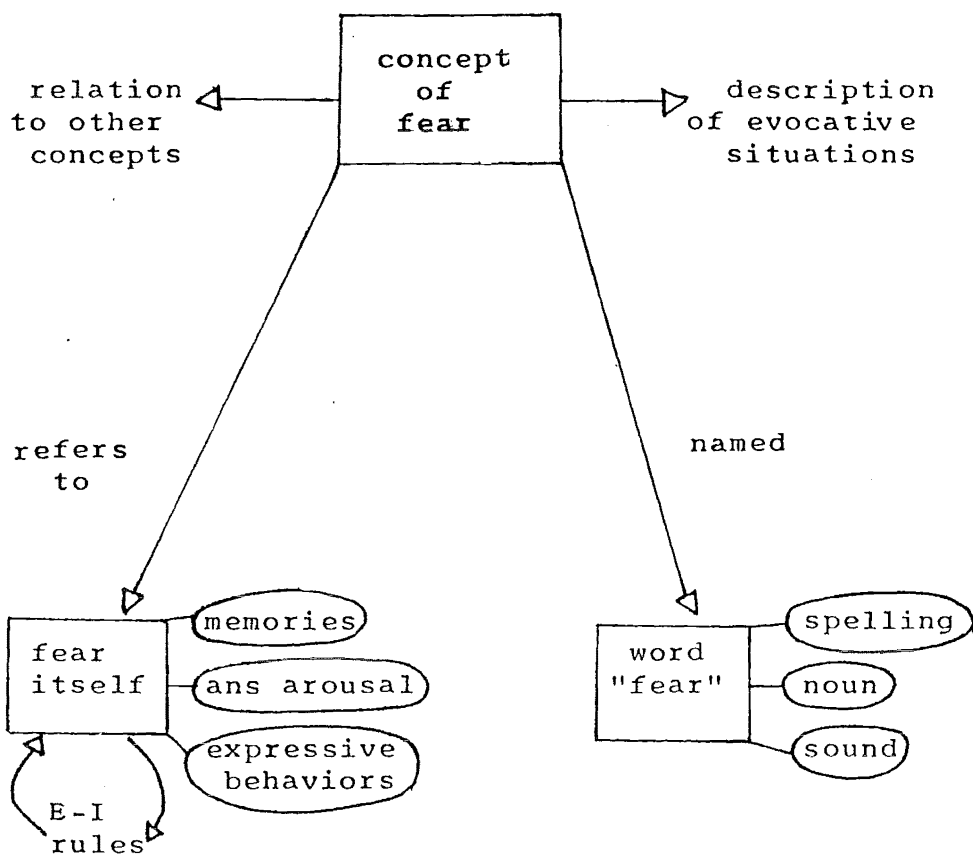 concept
of
fear
relation
to other
concepts
description
of evocative
situations
refers
to
named
fear
itself
memories
ans arousal
expressive
behaviors
E-I
rules
word
"fear"
spelling
noun
sound